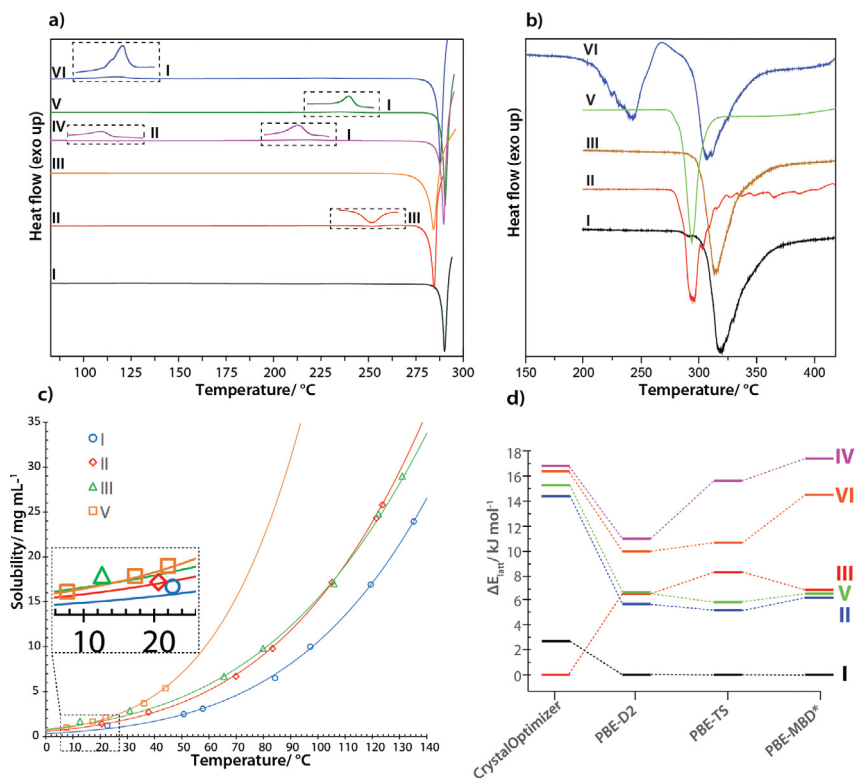 a)
b)
Heat flow (exo up)
VI
I
V
I
IV
II
I
III
II
III
I
100
125
150
175
200
225
250
275
300
Temperature/ °C
Heat flow (exo up)
VI
V
III
II
I
150
200
250
300
350
400
Temperature/ °C
c)
Solubility/ mg mL-1
35
30
25
20
15
10
5
0
I
II
III
V
10
20
0
10
20
30
40
50
60
70
80
90
100
110
120
130
140
Temperature/ °C
d)
ΔElatt/ kJ mol-1
18
16
14
12
10
8
6
4
2
0
IV
VI
III
V
II
I
CrystalOptimizer
PBE-D2
PBE-TS
PBE-MBD*